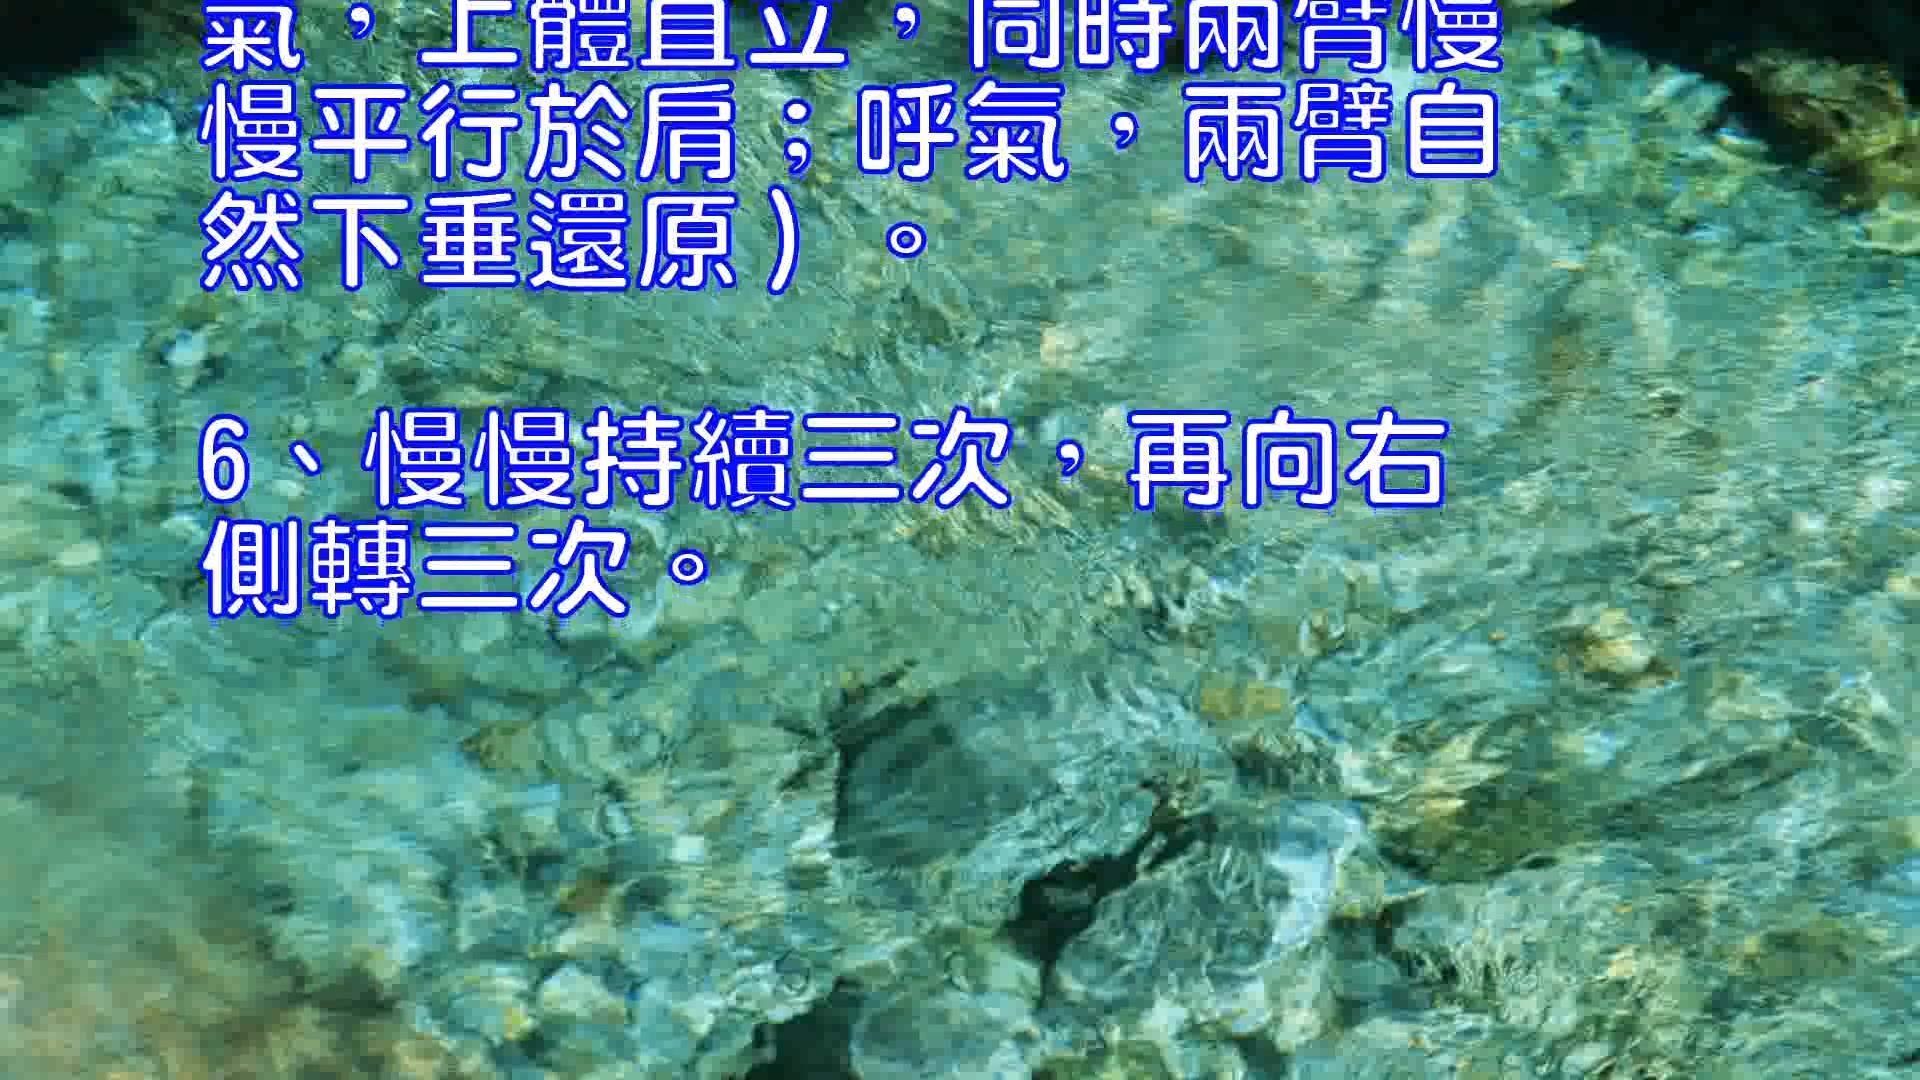 氣，上體直立，同時兩臂慢
慢平行於肩；呼氣，兩臂自
然下垂還原）。
6、慢慢持續三次，再向右
側轉三次。